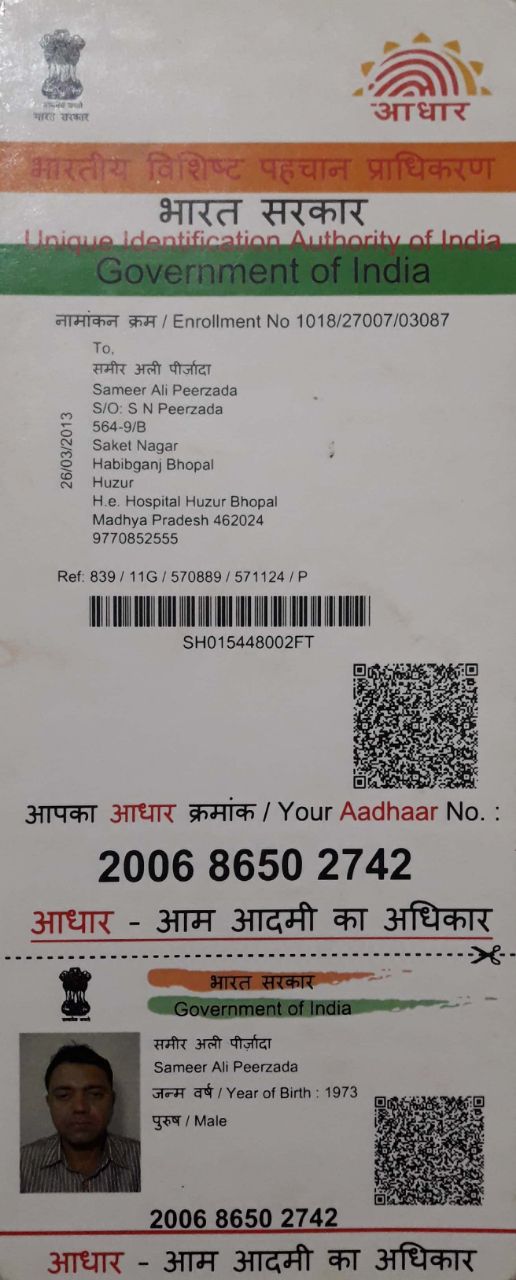 भारत सरकार
आधार
भारतीय विशिष्ट पहचान प्राधिकरण
भारत सरकार
Unique Identification Authority of India
Government of India
नामांकन क्रम / Enrollment No 1018/27007/03087
To,
समीर अली पीर्ज़ादा
Sameer Ali Peerzada
S/O: S N Peerzada
564-9/B
Saket Nagar
Habibganj Bhopal
Huzur
H.e. Hospital Huzur Bhopal
Madhya Pradesh 462024
9770852555
26/03/2013
Ref: 839 / 11G / 570889 / 571124 / P
SH015448002FT
आपका आधार क्रमांक / Your Aadhaar No. :
2006 8650 2742
आधार - आम आदमी का अधिकार
भारत सरकार
Government of India
समीर अली पीर्ज़ादा
Sameer Ali Peerzada
जन्म वर्ष / Year of Birth : 1973
पुरुष / Male
2006 8650 2742
आधार - आम आदमी का अधिकार